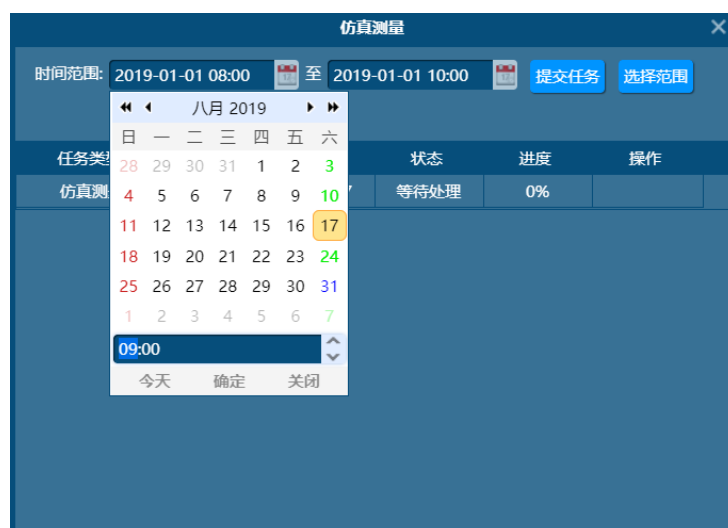 仿真测量
时间范围: 2019-01-01 08:00 至 2019-01-01 10:00 提交任务 选择范围
八月 2019
日 一 二 三 四 五 六
28 29 30 31 1 2 3
4 5 6 7 8 9 10
11 12 13 14 15 16 17
18 19 20 21 22 23 24
25 26 27 28 29 30 31
1 2 3 4 5 6 7
09:00
今天 确定 关闭
任务类 状态 进度 操作
仿真测 等待处理 0%